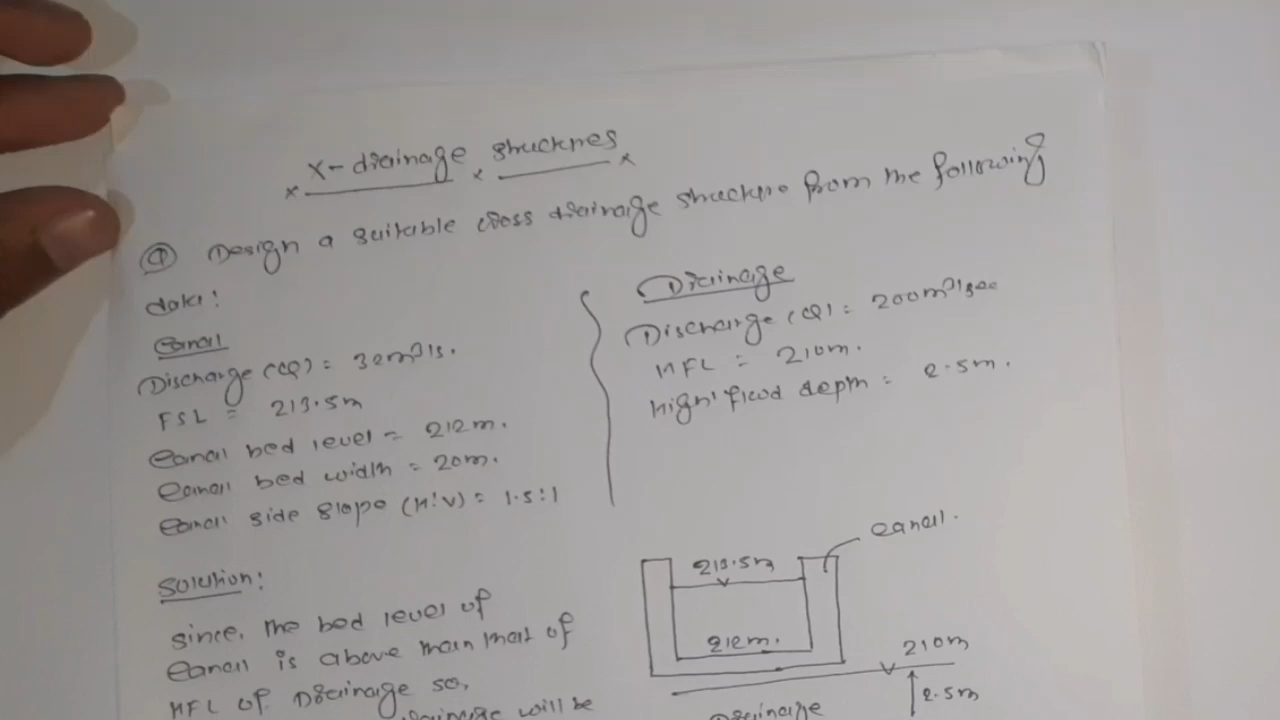 x-drainage structures
① Design a suitable cross drainage structure from the following
data:
Canal
Discharge (Q) = 32m³/s.
FSL = 213.5m
Canal bed level = 212m.
Canal bed width = 20m.
Canal side slope (H:V) = 1.5:1
Drainage
Discharge (Q) = 200m³/sec
HFL = 210m.
High flood depth = 2.5m.
Solution:
since, the bed level of
canal is above than that of
HFL of Drainage so,
drainage will be
canal.
213.5m
212m.
210m
2.5m
Drainage